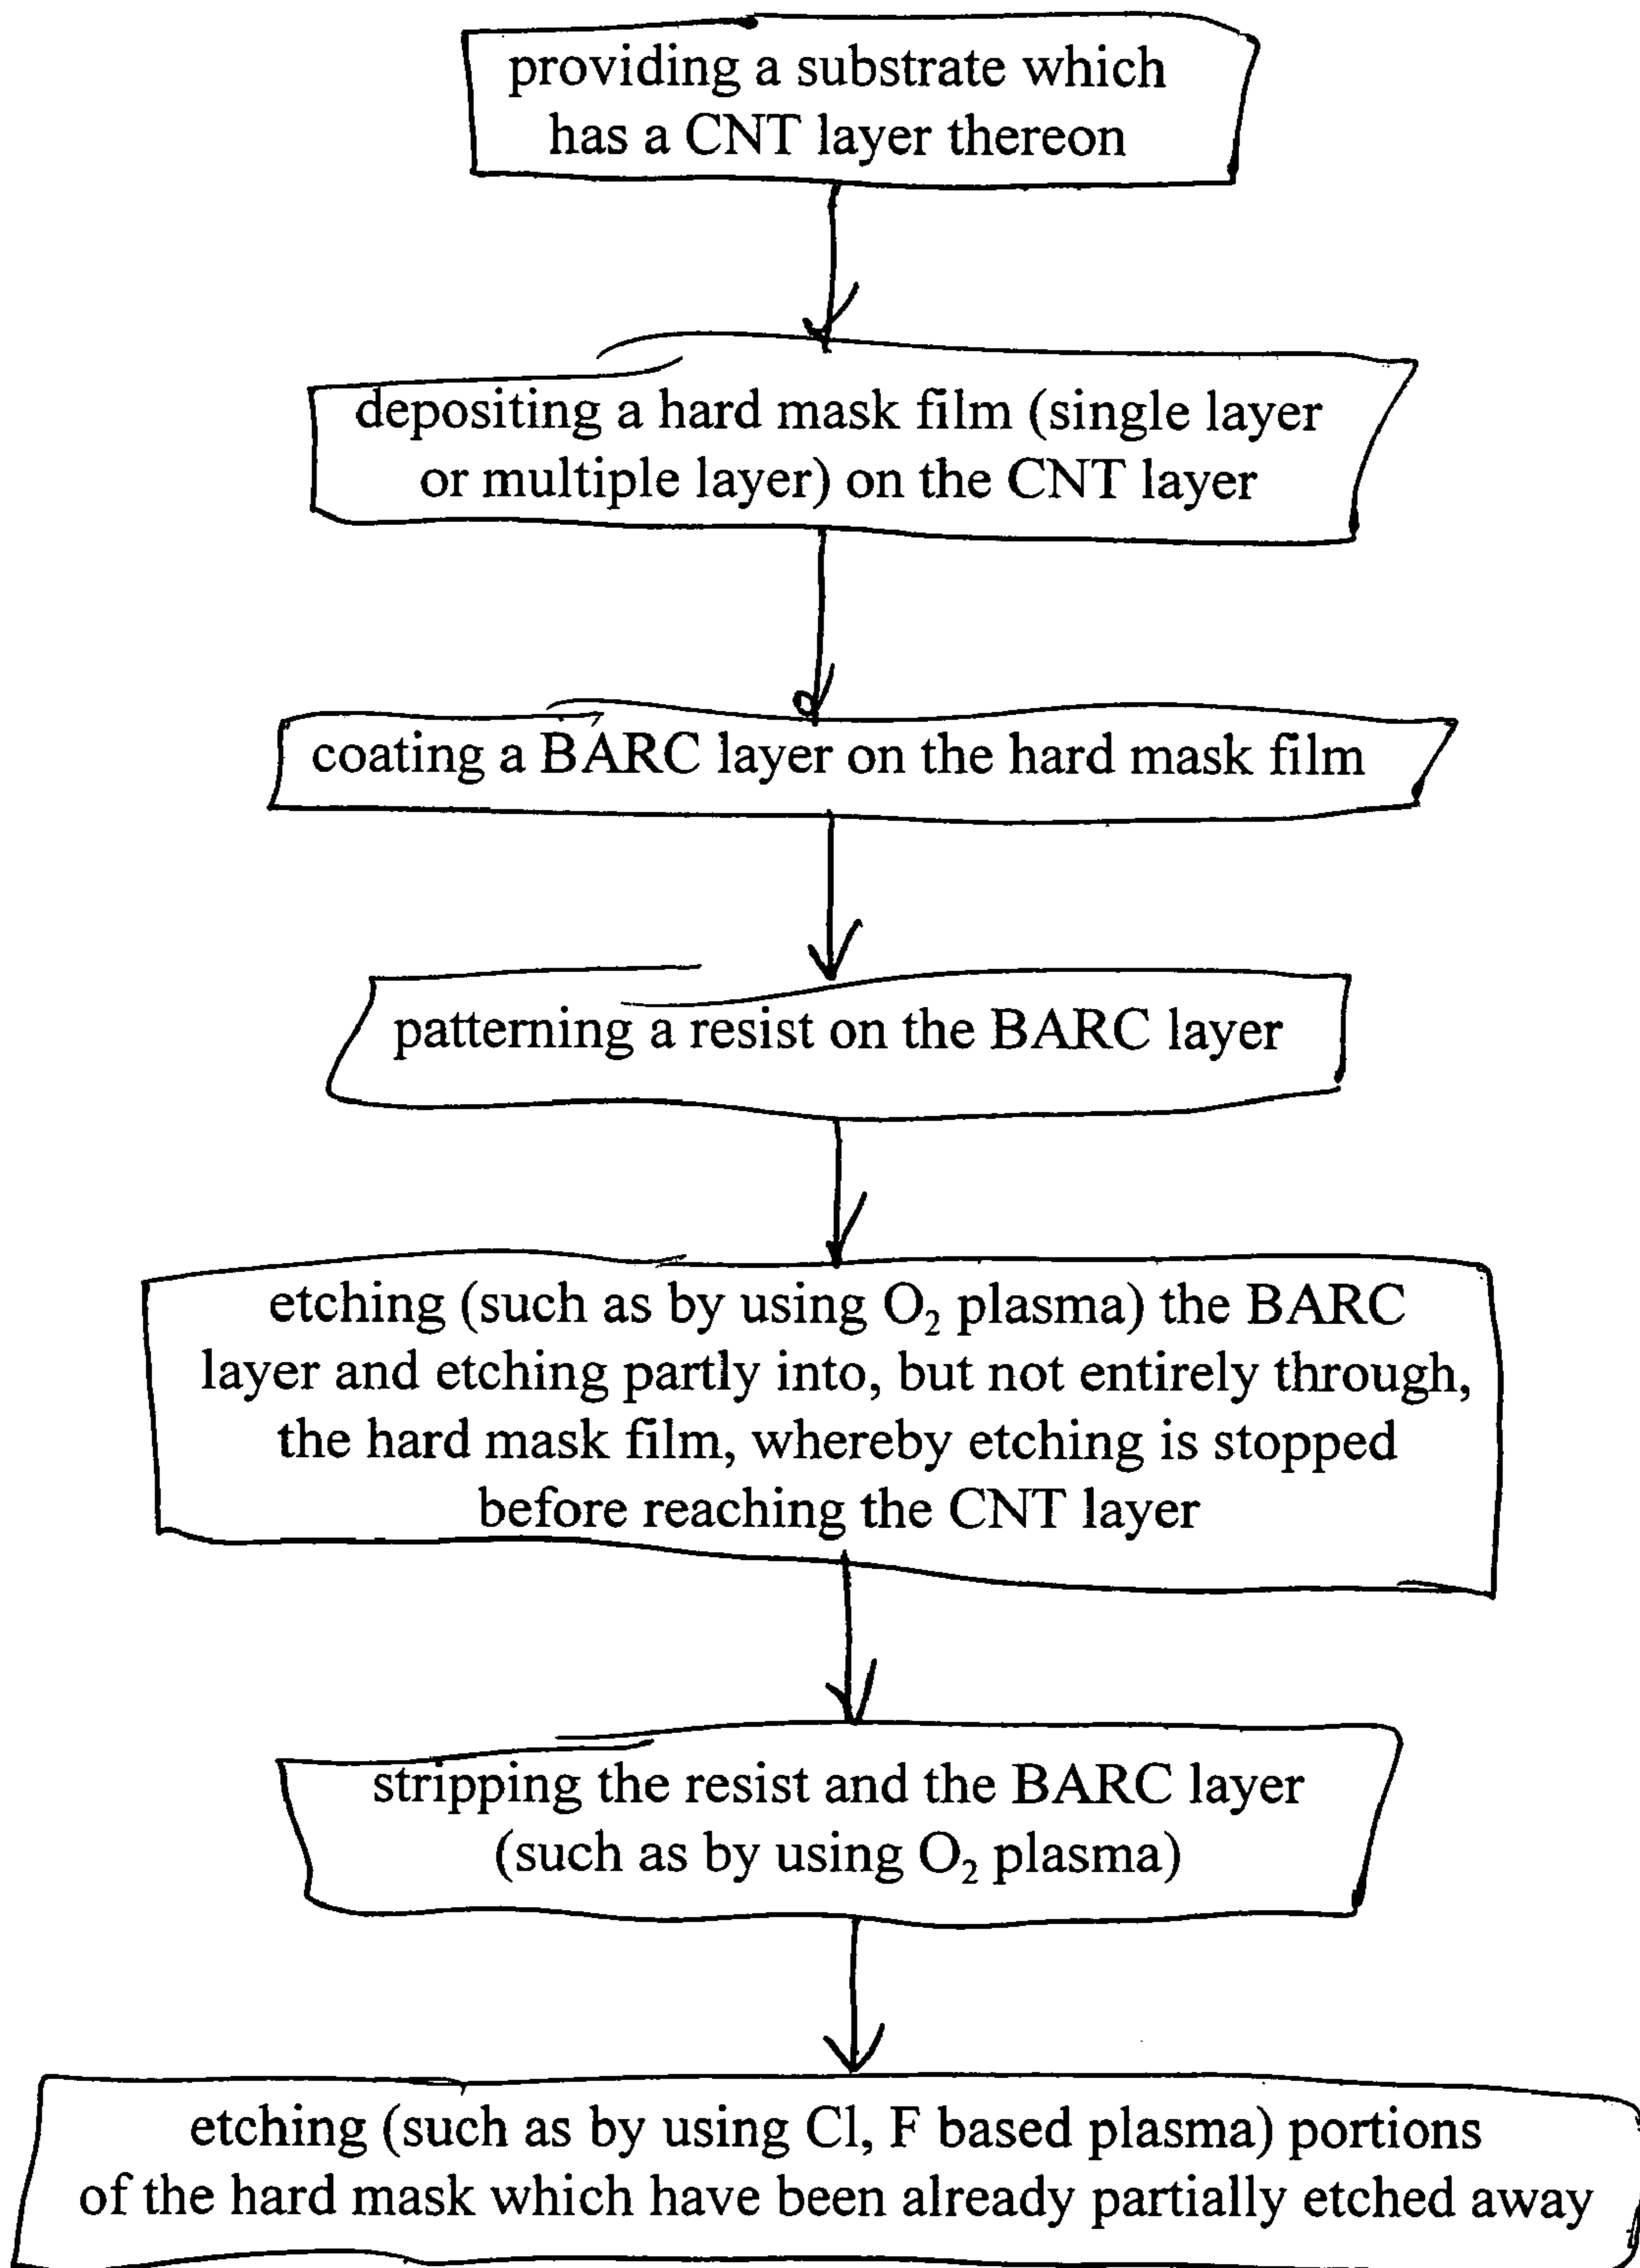 providing a substrate which
has a CNT layer thereon
depositing a hard mask film (single layer
or multiple layer) on the CNT layer
coating a BARC layer on the hard mask film
patterning a resist on the BARC layer
etching (such as by using O₂ plasma) the BARC
layer and etching partly into, but not entirely through,
the hard mask film, whereby etching is stopped
before reaching the CNT layer
stripping the resist and the BARC layer
(such as by using O₂ plasma)
etching (such as by using Cl, F based plasma) portions
of the hard mask which have been already partially etched away